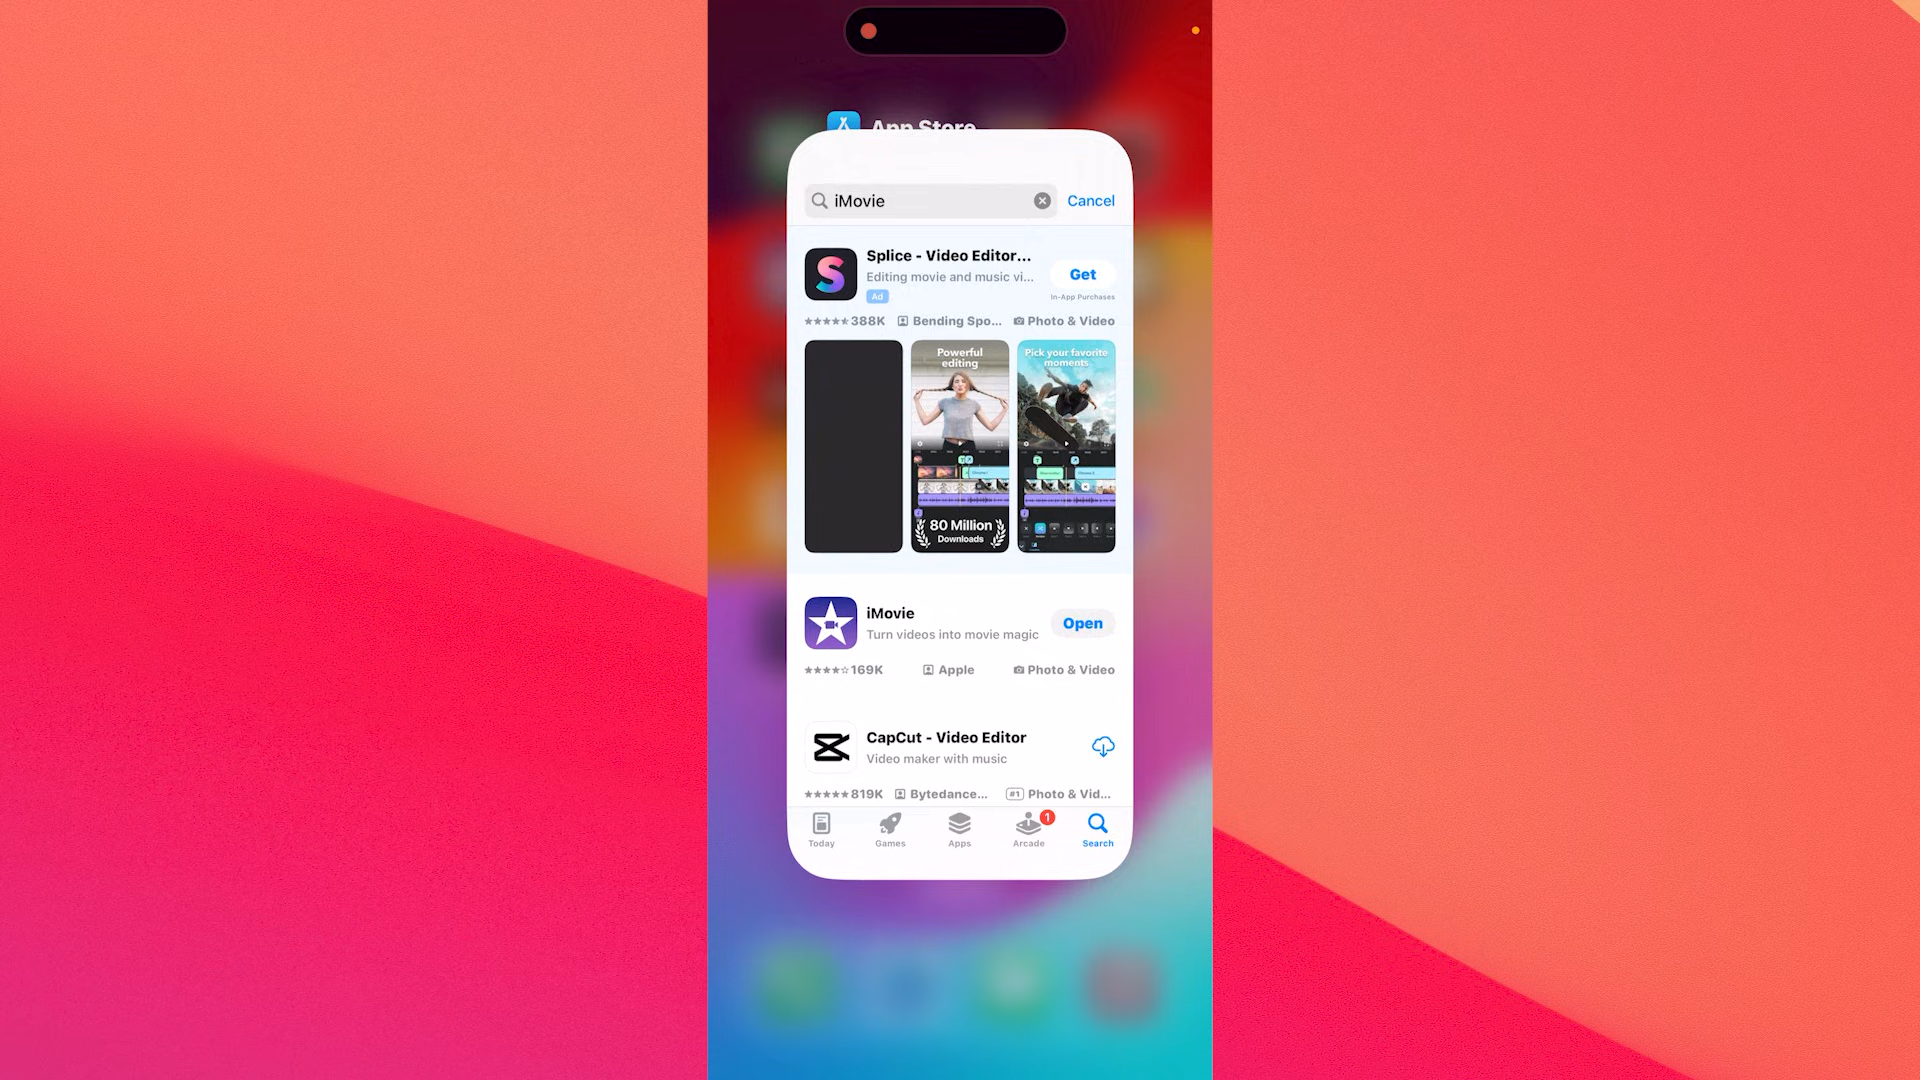 App Store
iMovie
Cancel
Splice - Video Editor...
Editing movie and music vi...
Get
Ad
In-App Purchases
388K
Bending Spo...
Photo & Video
Powerful
editing
80 Million
Downloads
Pick your favorite
moments
iMovie
Turn videos into movie magic
Open
169K
Apple
Photo & Video
CapCut - Video Editor
Video maker with music
819K
Bytedance...
#1 Photo & Vid...
Today
Games
Apps
Arcade
1
Search